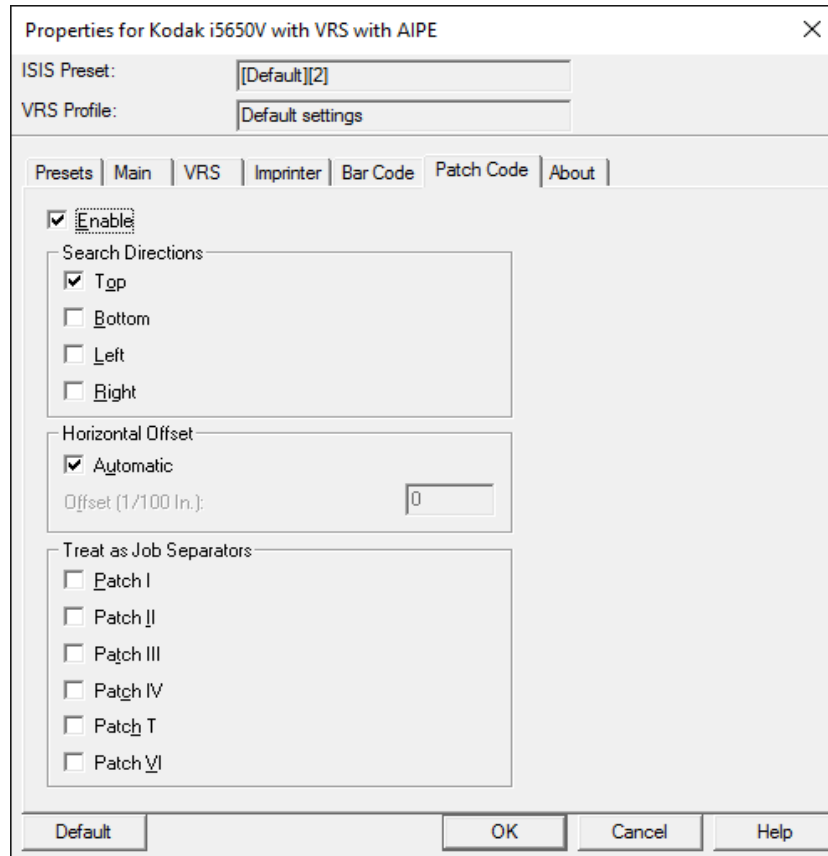 Properties for Kodak i5650V with VRS with AIPE
ISIS Preset: [Default][2]
VRS Profile: Default settings
Presets Main VRS Imprinter Bar Code Patch Code About
Enable
Search Directions
Top
Bottom
Left
Right
Horizontal Offset
Automatic
Offset (1/100 In.): 0
Treat as Job Separators
Patch I
Patch II
Patch III
Patch IV
Patch T
Patch VI
Default OK Cancel Help